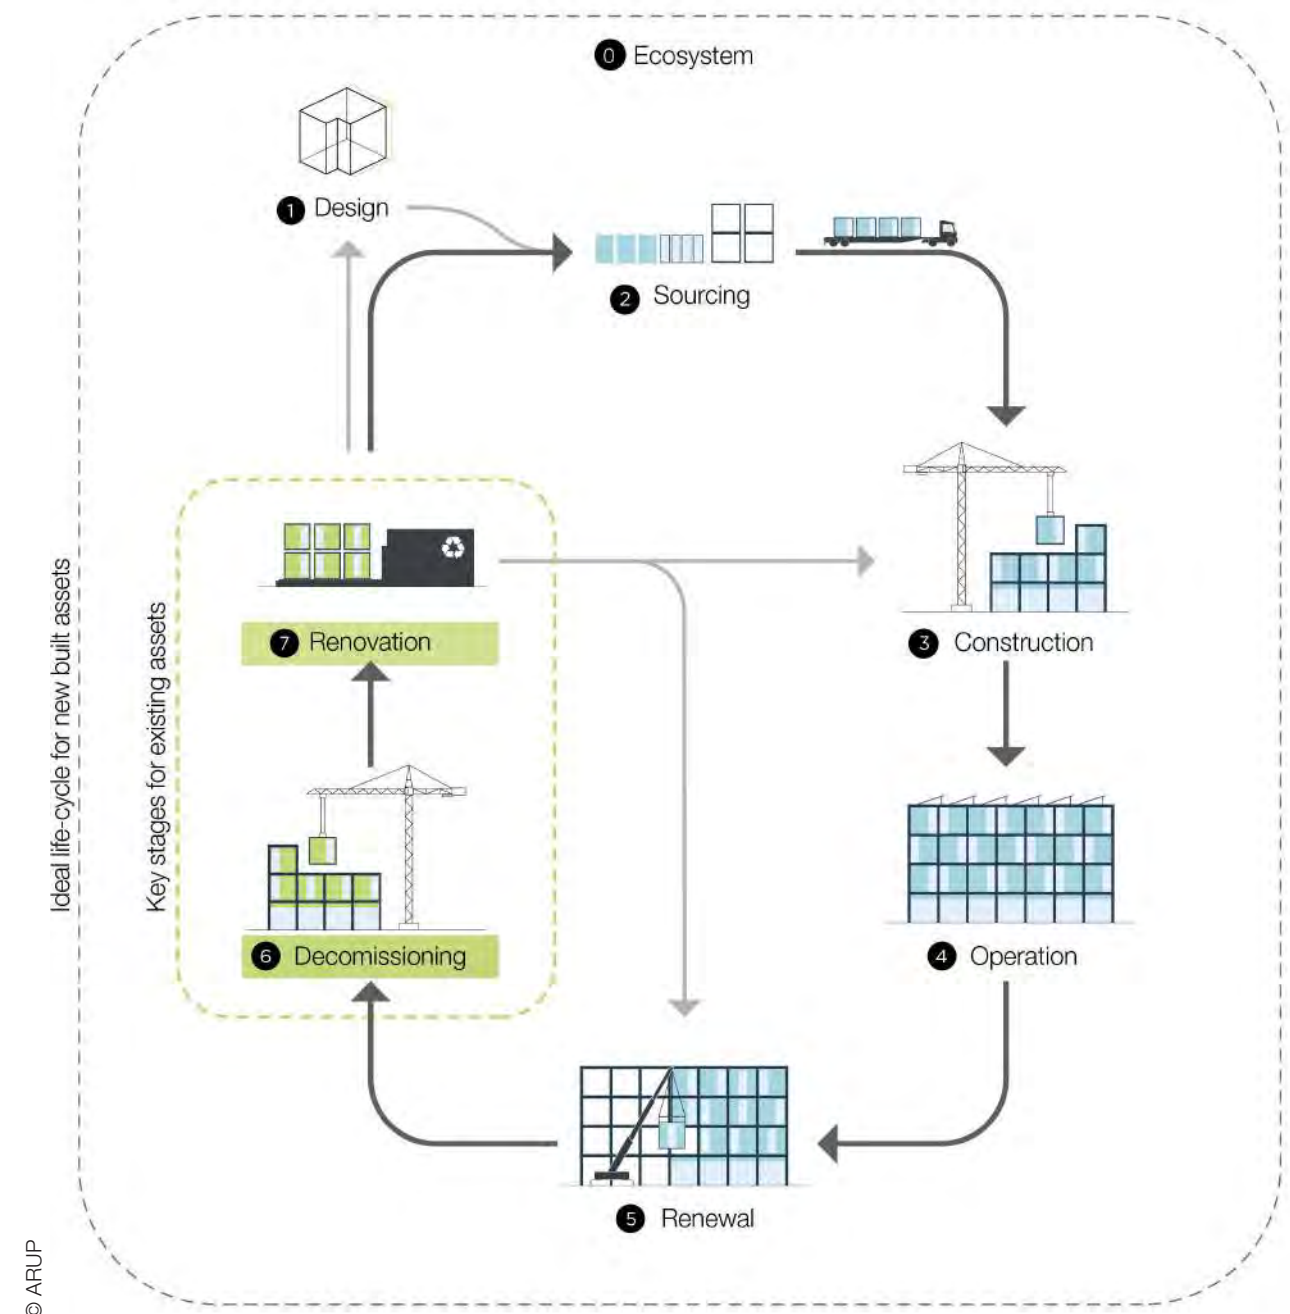 0 Ecosystem
1 Design
2 Sourcing
7 Renovation
3 Construction
6 Decomissioning
4 Operation
5 Renewal
Ideal life-cycle for new built assets
Key stages for existing assets
© ARUP